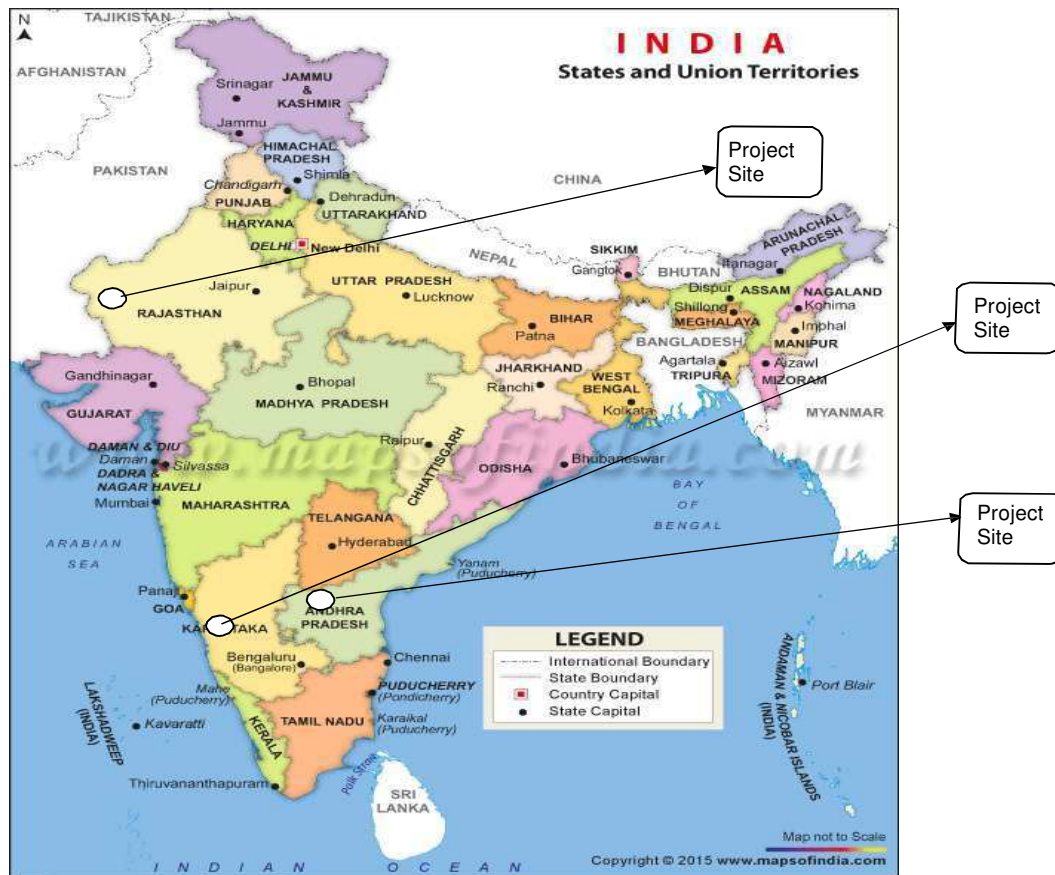 N
TAJIKISTAN
AFGHANISTAN
INDIA
States and Union Territories
JAMMU
&
KASHMIR
Srinagar
Jammu
HIMACHAL
PRADESH
Shimla
PAKISTAN
Chandigarh
PUNJAB
Dehradun
UTTARAKHAND
CHINA
Project
Site
HARYANA
DELHI
New Delhi
NEPAL
SIKKIM
Gangtok
BHUTAN
ARUNACHAL
PRADESH
Itanagar
Jaipur
RAJASTHAN
UTTAR PRADESH
Lucknow
Dispur
ASSAM
NAGALAND
Shillong
Kohima
MEGHALAYA
BIHAR
Patna
Imphal
MANIPUR
BANGLADESH
Project
Site
Gandhinagar
GUJARAT
Bhopal
MADHYA PRADESH
JHARKHAND
Ranchi
WEST
BENGAL
Kolkata
Agartala
TRIPURA
Aizawl
MIZORAM
MYANMAR
www.mapsofindia.com
DAMAN & DIU
Daman
Silvassa
DADRA &
NAGAR HAVELI
Mumbai
MAHARASHTRA
Raipur
CHHATTISGARH
ODISHA
Bhubaneswar
BAY
OF
BENGAL
TELANGANA
Hyderabad
ARABIAN
SEA
Yanam
(Puducherry)
Project
Site
Panaji
GOA
ANDHRA
PRADESH
Bengaluru
(Bangalore)
Chennai
LEGEND
International Boundary
State Boundary
Country Capital
State Capital
Mahe
(Puducherry)
PUDUCHERRY
(Pondicherry)
LAKSHADWEEP
(INDIA)
Kavaratti
KERALA
TAMIL NADU
Karaikal
(Puducherry)
Thiruvananthapuram
Palk Strait
SRI
LANKA
ANDAMAN & NICOBAR ISLANDS
(INDIA)
Port Blair
Map not to Scale
INDIAN OCEAN
Copyright © 2015 www.mapsofindia.com